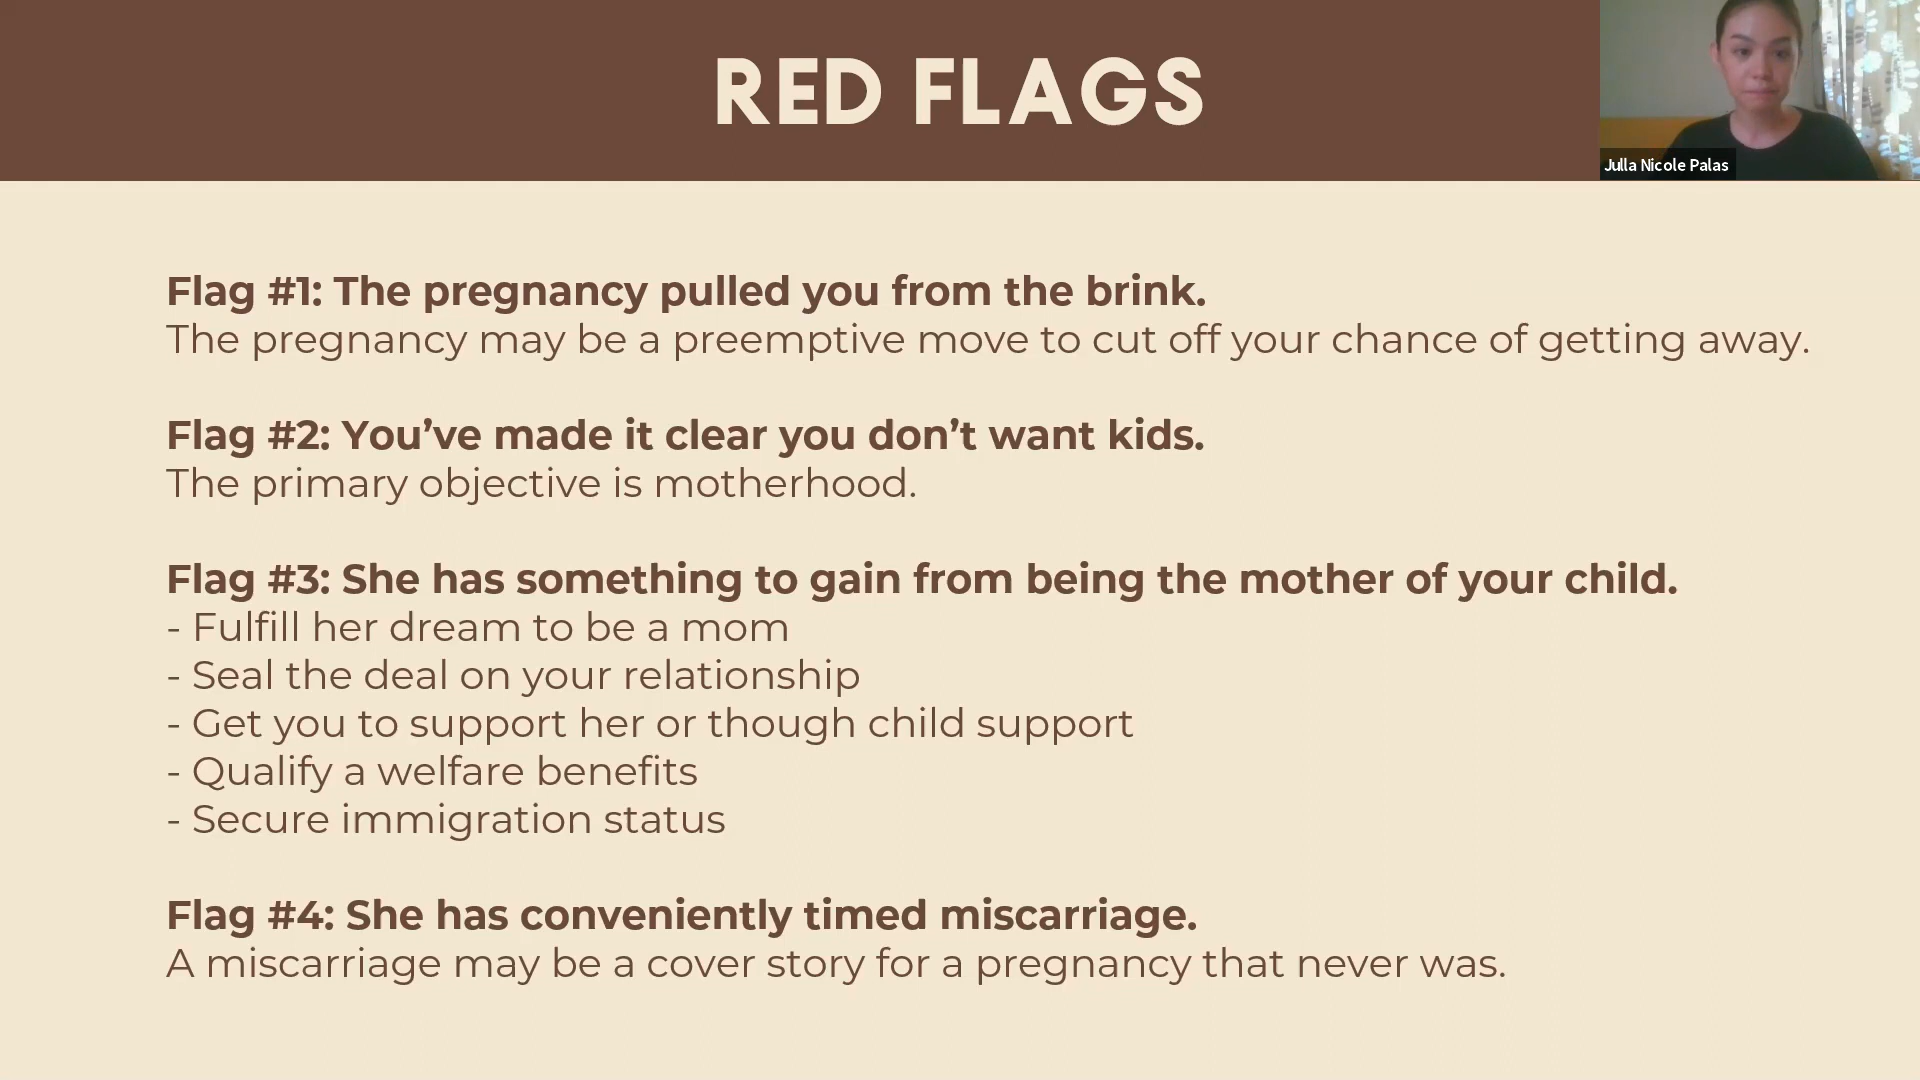 RED FLAGS
Julla Nicole Palas
Flag #1: The pregnancy pulled you from the brink.
The pregnancy may be a preemptive move to cut off your chance of getting away.
Flag #2: You’ve made it clear you don’t want kids.
The primary objective is motherhood.
Flag #3: She has something to gain from being the mother of your child.
- Fulfill her dream to be a mom
- Seal the deal on your relationship
- Get you to support her or though child support
- Qualify a welfare benefits
- Secure immigration status
Flag #4: She has conveniently timed miscarriage.
A miscarriage may be a cover story for a pregnancy that never was.